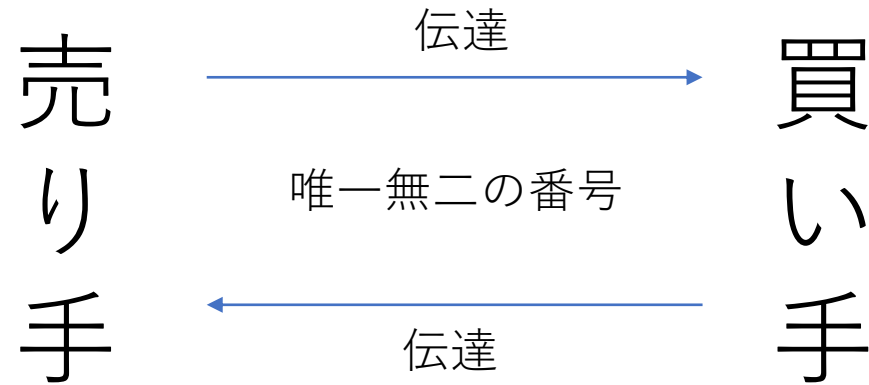 売り手
伝達
唯一無二の番号
伝達
買い手